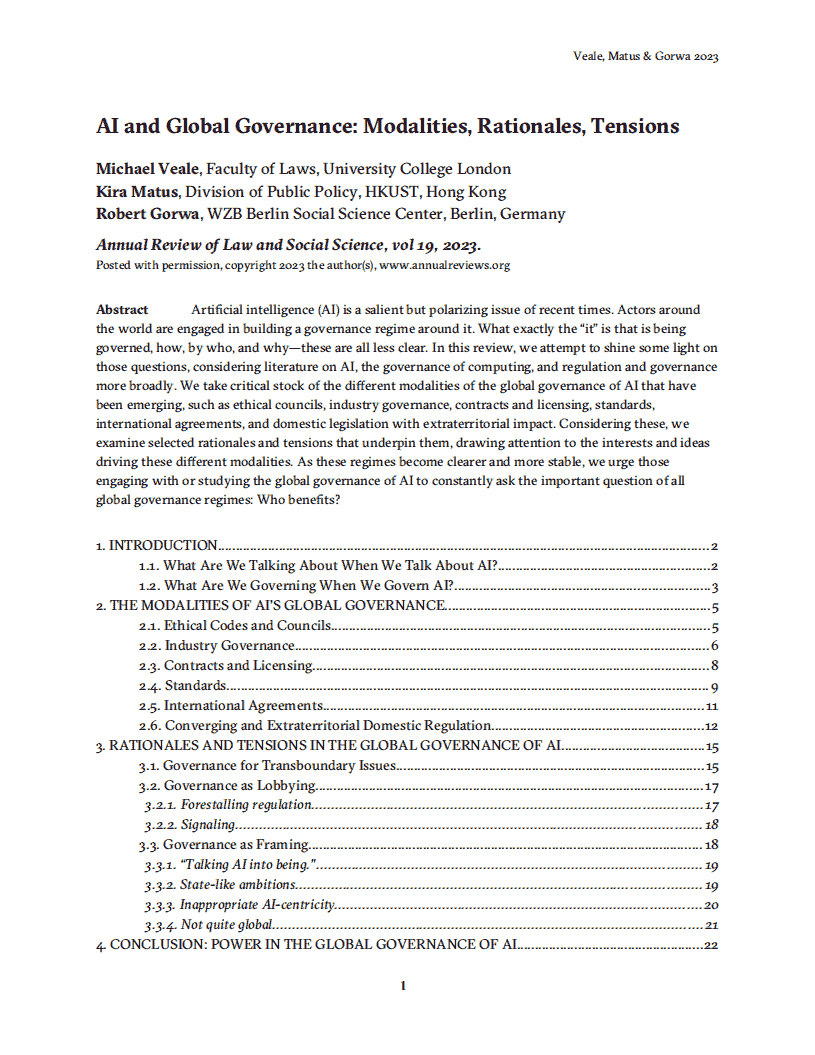 Veale, Matus & Gorwa 2023
AI and Global Governance: Modalities, Rationales, Tensions
Michael Veale, Faculty of Laws, University College London
Kira Matus, Division of Public Policy, HKUST, Hong Kong
Robert Gorwa, WZB Berlin Social Science Center, Berlin, Germany
Annual Review of Law and Social Science, vol 19, 2023.
Posted with permission, copyright 2023 the author(s), www.annualreviews.org
Abstract Artificial intelligence (AI) is a salient but polarizing issue of recent times. Actors around
the world are engaged in building a governance regime around it. What exactly the “it” is that is being
governed, how, by who, and why—these are all less clear. In this review, we attempt to shine some light on
those questions, considering literature on AI, the governance of computing, and regulation and governance
more broadly. We take critical stock of the different modalities of the global governance of AI that have
been emerging, such as ethical councils, industry governance, contracts and licensing, standards,
international agreements, and domestic legislation with extraterritorial impact. Considering these, we
examine selected rationales and tensions that underpin them, drawing attention to the interests and ideas
driving these different modalities. As these regimes become clearer and more stable, we urge those
engaging with or studying the global governance of AI to constantly ask the important question of all
global governance regimes: Who benefits?
1. INTRODUCTION....................2
1.1. What Are We Talking About When We Talk About AI?....................2
1.2. What Are We Governing When We Govern AI?....................3
2. THE MODALITIES OF AI'S GLOBAL GOVERNANCE....................5
2.1. Ethical Codes and Councils....................5
2.2. Industry Governance....................6
2.3. Contracts and Licensing....................8
2.4. Standards....................9
2.5. International Agreements....................11
2.6. Converging and Extraterritorial Domestic Regulation....................12
3. RATIONALES AND TENSIONS IN THE GLOBAL GOVERNANCE OF AI....................15
3.1. Governance for Transboundary Issues....................15
3.2. Governance as Lobbying....................17
3.2.1. Forestalling regulation....................17
3.2.2. Signaling....................18
3.3. Governance as Framing....................18
3.3.1. “Talking AI into being.”....................19
3.3.2. State-like ambitions....................19
3.3.3. Inappropriate AI-centricity....................20
3.3.4. Not quite global....................21
4. CONCLUSION: POWER IN THE GLOBAL GOVERNANCE OF AI....................22
1